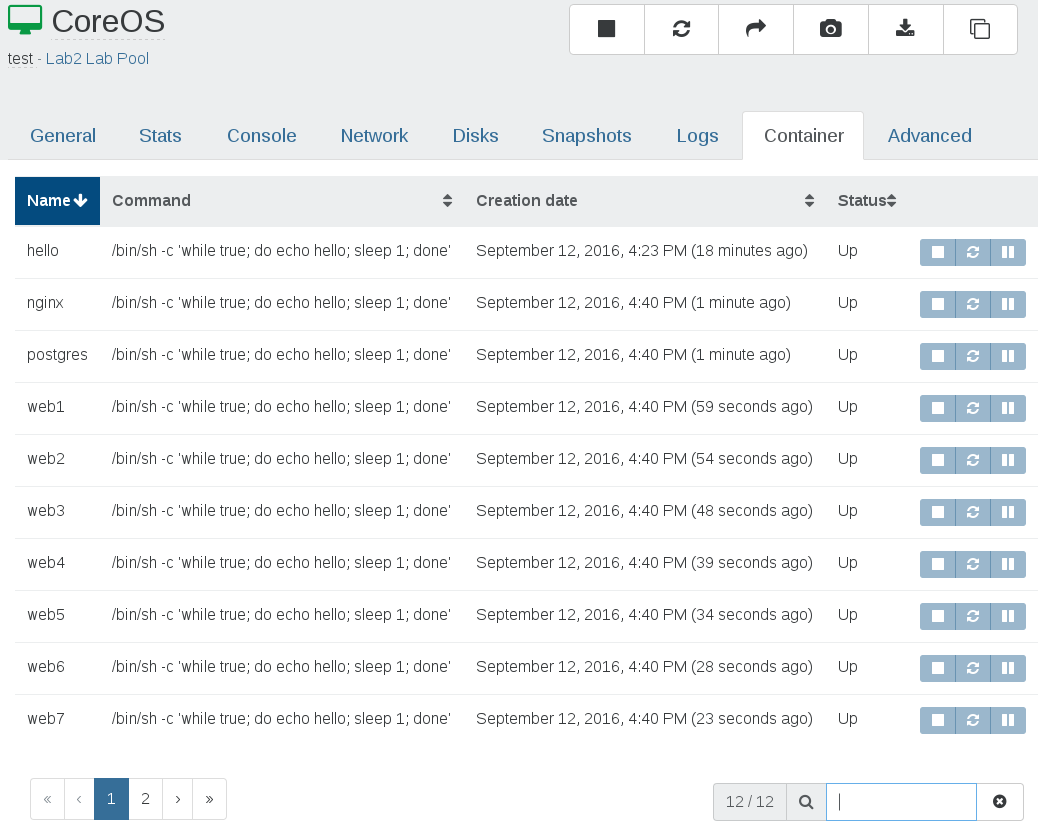 CoreOS
test - Lab2 Lab Pool
General Stats Console Network Disks Snapshots Logs Container Advanced
Name Command Creation date Status
hello /bin/sh -c 'while true; do echo hello; sleep 1; done' September 12, 2016, 4:23 PM (18 minutes ago) Up
nginx /bin/sh -c 'while true; do echo hello; sleep 1; done' September 12, 2016, 4:40 PM (1 minute ago) Up
postgres /bin/sh -c 'while true; do echo hello; sleep 1; done' September 12, 2016, 4:40 PM (1 minute ago) Up
web1 /bin/sh -c 'while true; do echo hello; sleep 1; done' September 12, 2016, 4:40 PM (59 seconds ago) Up
web2 /bin/sh -c 'while true; do echo hello; sleep 1; done' September 12, 2016, 4:40 PM (54 seconds ago) Up
web3 /bin/sh -c 'while true; do echo hello; sleep 1; done' September 12, 2016, 4:40 PM (48 seconds ago) Up
web4 /bin/sh -c 'while true; do echo hello; sleep 1; done' September 12, 2016, 4:40 PM (39 seconds ago) Up
web5 /bin/sh -c 'while true; do echo hello; sleep 1; done' September 12, 2016, 4:40 PM (34 seconds ago) Up
web6 /bin/sh -c 'while true; do echo hello; sleep 1; done' September 12, 2016, 4:40 PM (28 seconds ago) Up
web7 /bin/sh -c 'while true; do echo hello; sleep 1; done' September 12, 2016, 4:40 PM (23 seconds ago) Up
« ‹ 1 2 › » 12 / 12